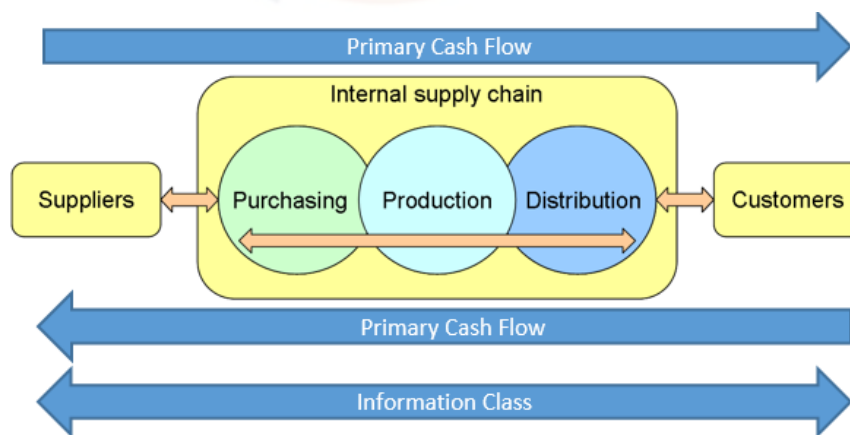 Primary Cash Flow
Internal supply chain
Suppliers
Purchasing
Production
Distribution
Customers
Primary Cash Flow
Information Class